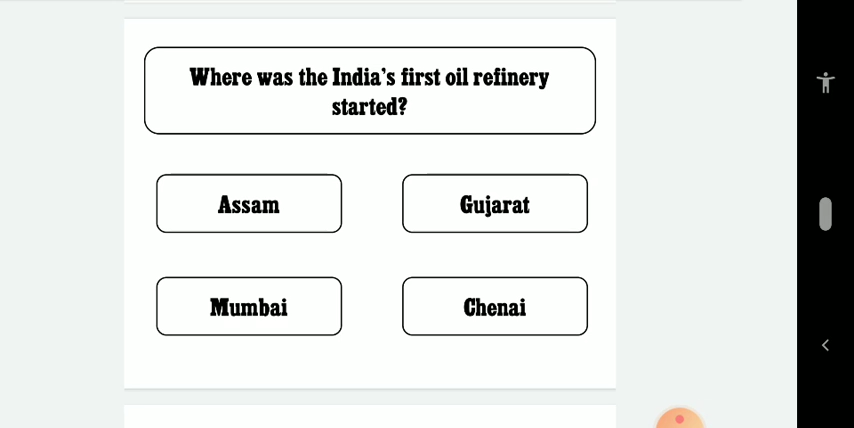 Where was the India’s first oil refinery
started?
Assam
Gujarat
Mumbai
Chenai